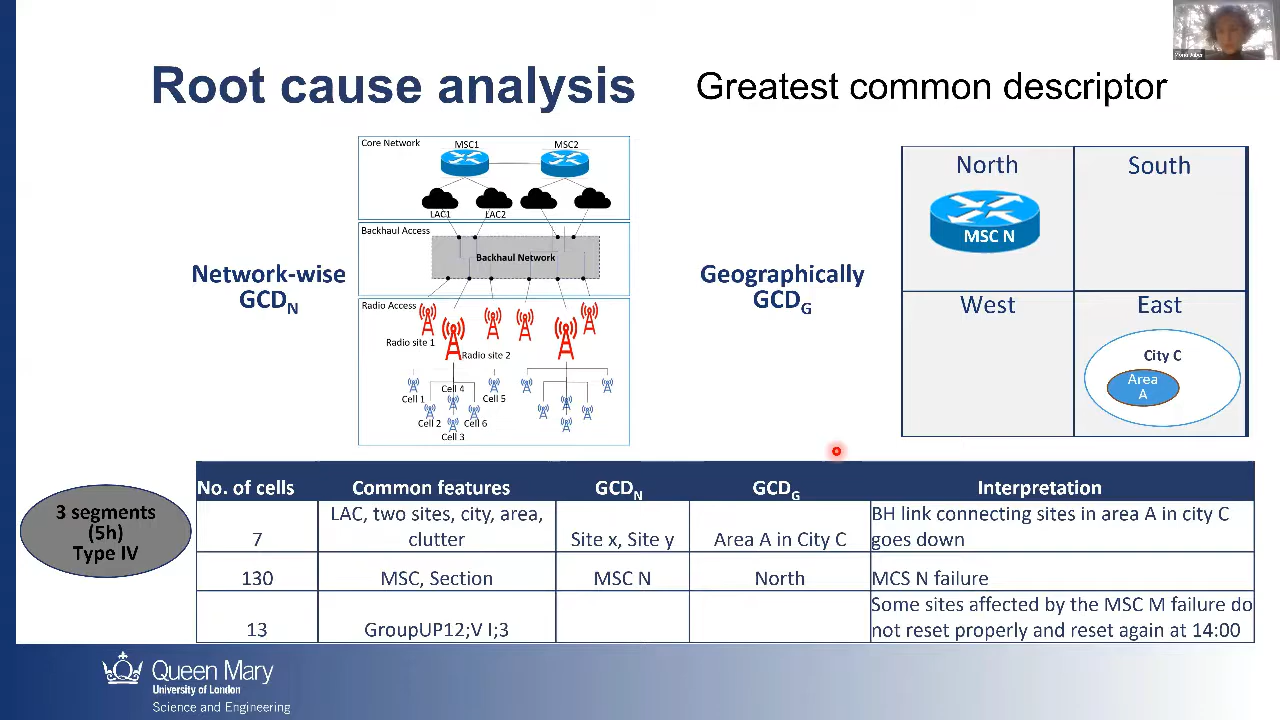 Root cause analysis
Greatest common descriptor
Core Network
MSC1
MSC2
LAC1
LAC2
Backhaul Access
Backhaul Network
Radio Access
Radio site 1
Radio site 2
Cell 4
Cell 1
Cell 5
Cell 2
Cell 6
Cell 3
Network-wise
GCDN
Geographically
GCDG
North
South
MSC N
West
East
City C
Area
A
3 segments
(5h)
Type IV
No. of cells
Common features
GCDN
GCDG
Interpretation
7
LAC, two sites, city, area,
clutter
Site x, Site y
Area A in City C
BH link connecting sites in area A in city C
goes down
130
MSC, Section
MSC N
North
MCS N failure
13
GroupUP12;V I;3
Some sites affected by the MSC M failure do
not reset properly and reset again at 14:00
Queen Mary
University of London
Science and Engineering